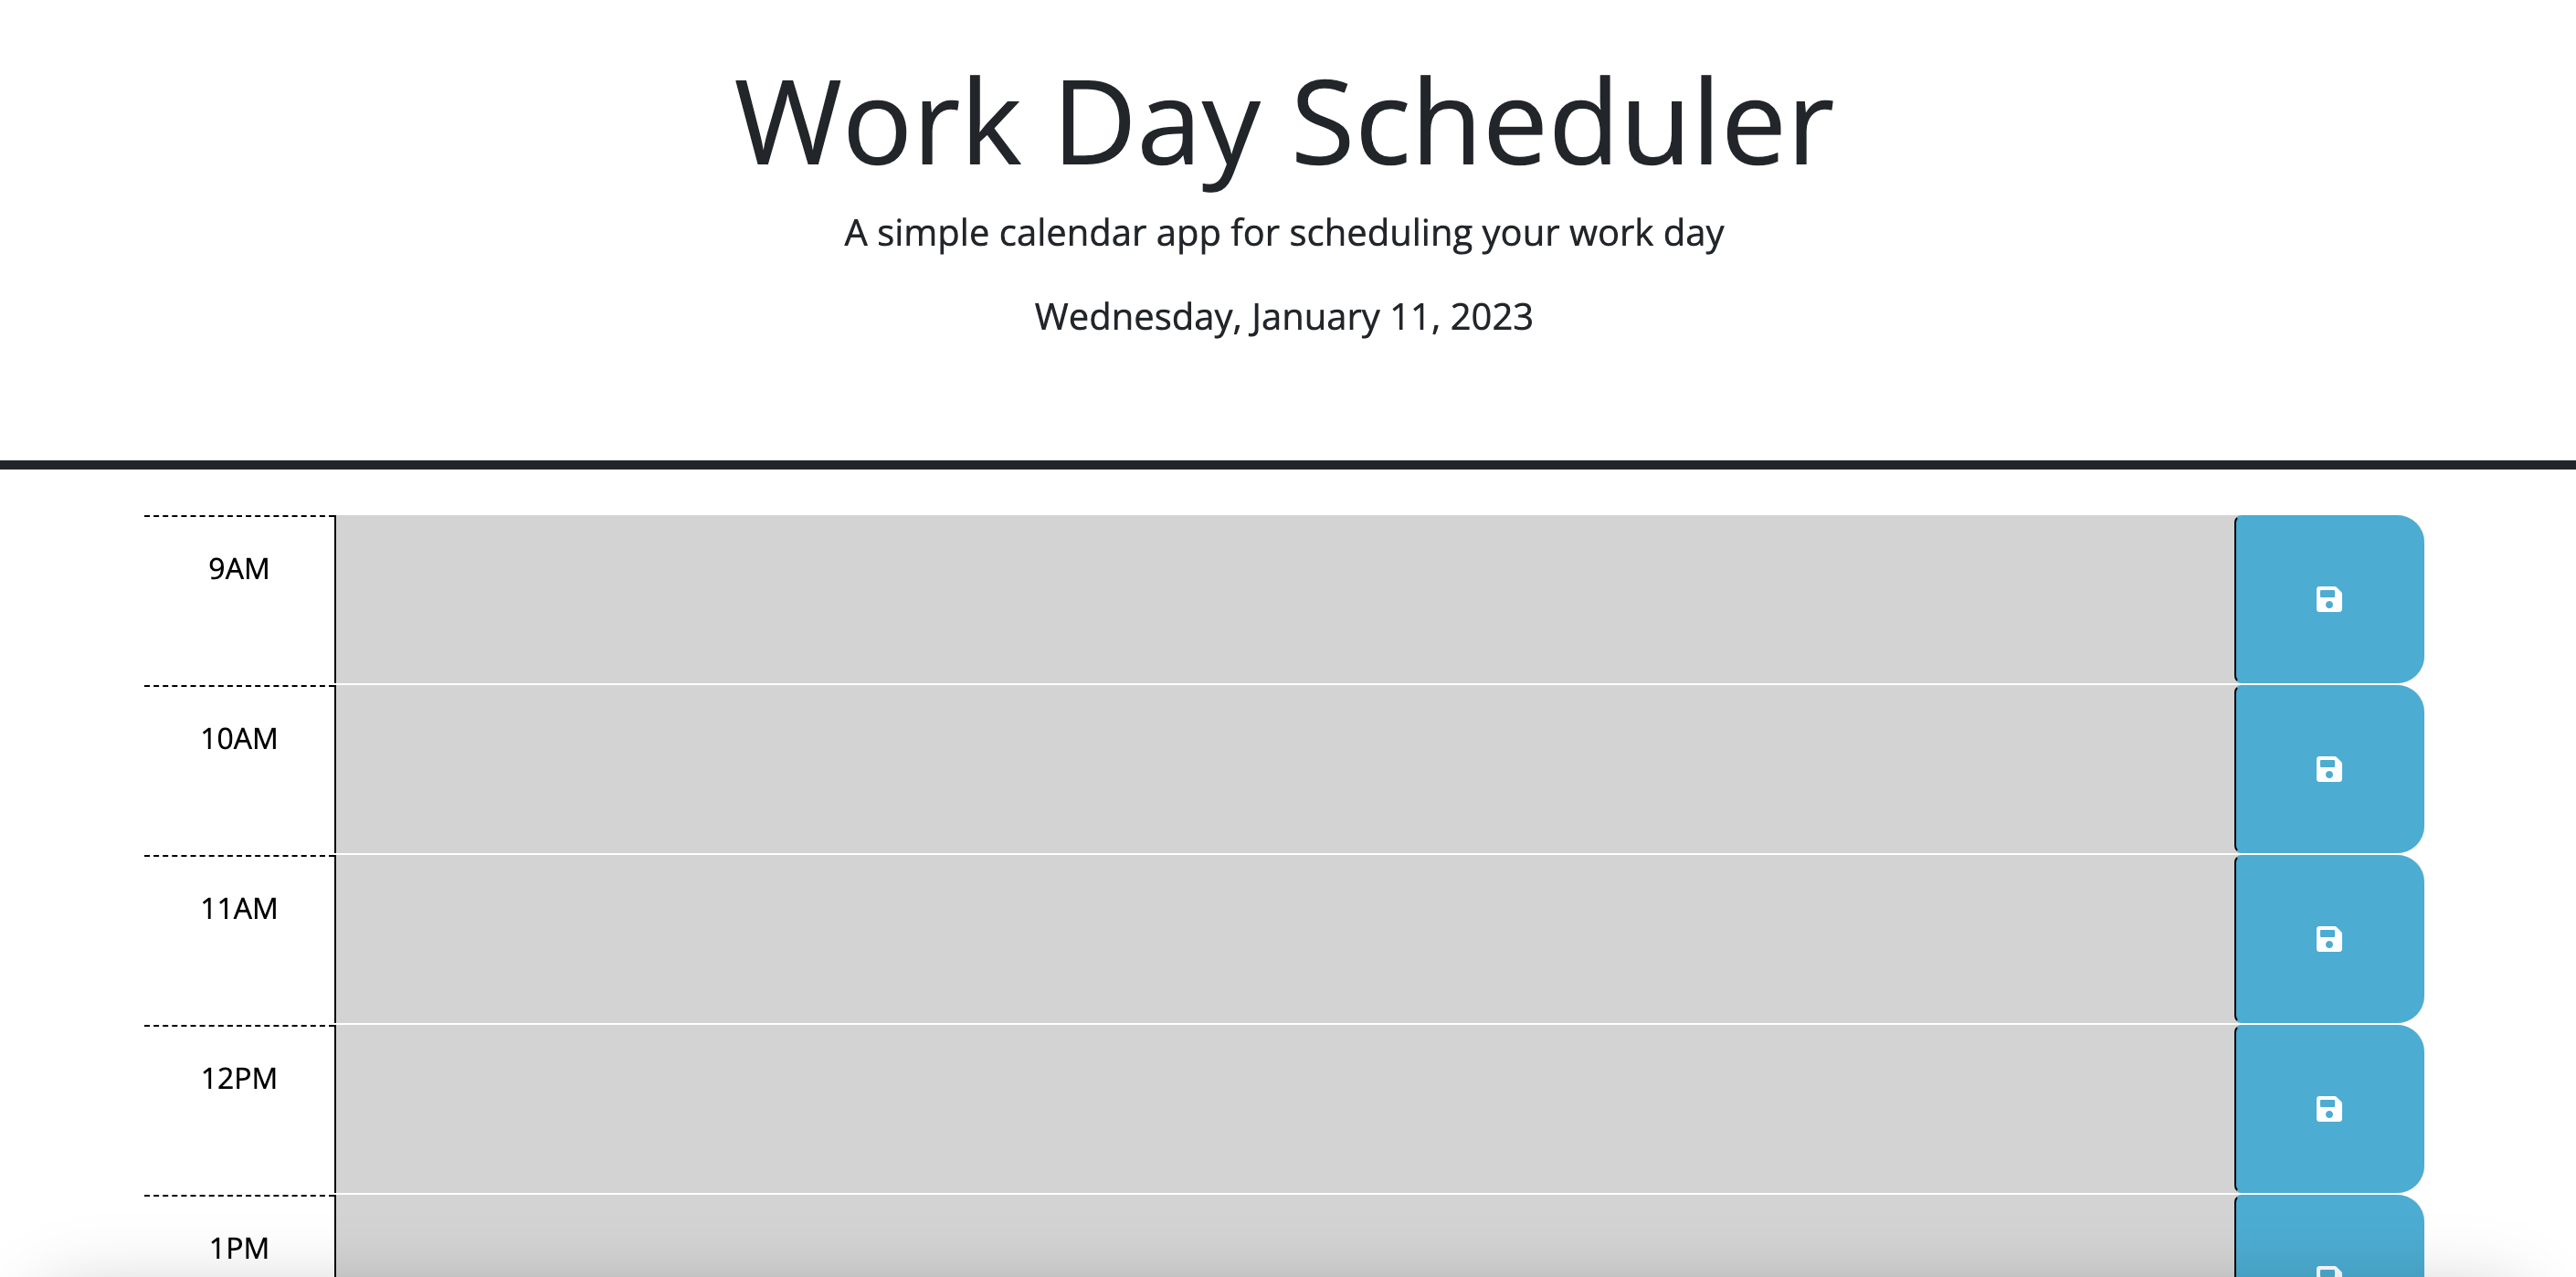 Work Day Scheduler
A simple calendar app for scheduling your work day
Wednesday, January 11, 2023
9AM
10AM
11AM
12PM
1PM